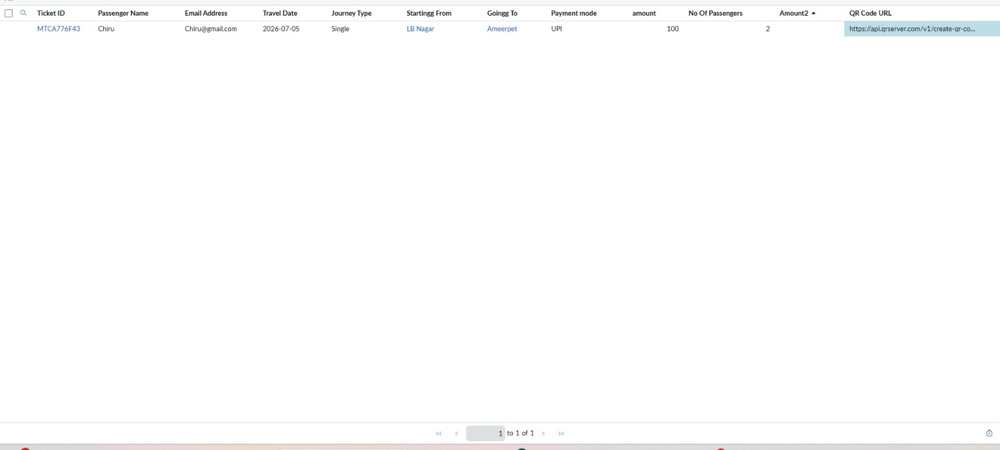 Ticket ID Passenger Name Email Address Travel Date Journey Type Startingg From Goingg To Payment mode amount No Of Passengers Amount2 QR Code URL
MTCA776F43 Chiru Chiru@gmail.com 2026-07-05 Single LB Nagar Ameerpet UPI 100 2 https://api.qrserver.com/v1/create-qr-co...
1 to 1 of 1